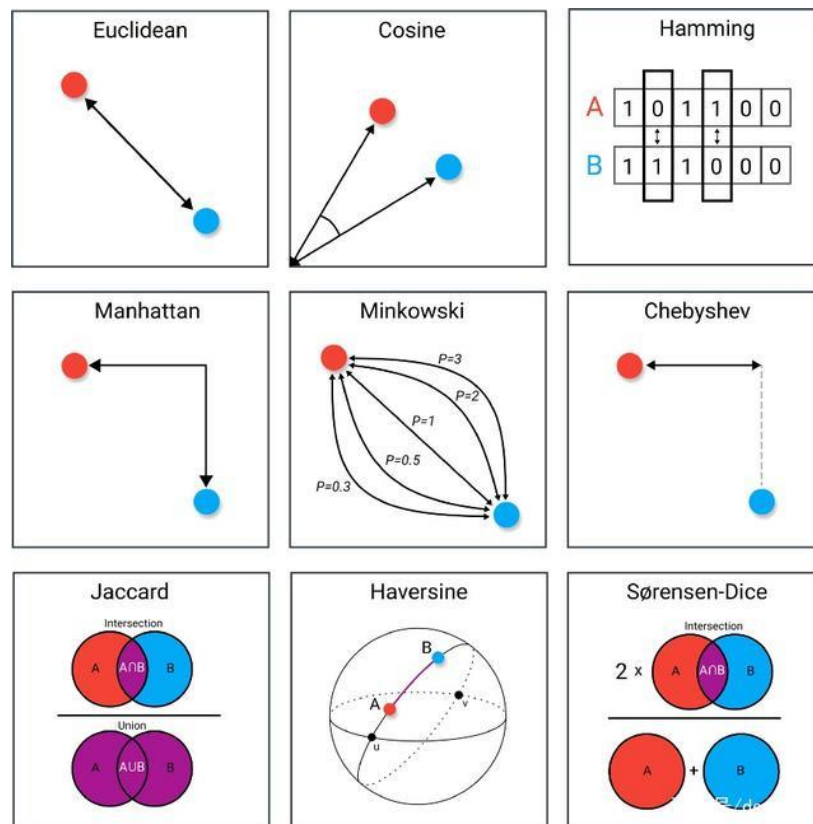 Euclidean
Cosine
Hamming
A 1 0 1 1 0 0
B 1 1 1 0 0 0
Manhattan
Minkowski
Chebyshev
P=3
P=2
P=1
P=0.5
P=0.3
Jaccard
Intersection
A A∩B B
Union
A A∪B B
Haversine
B
A
v
u
Sørensen-Dice
Intersection
2 x A A∩B B
A + B